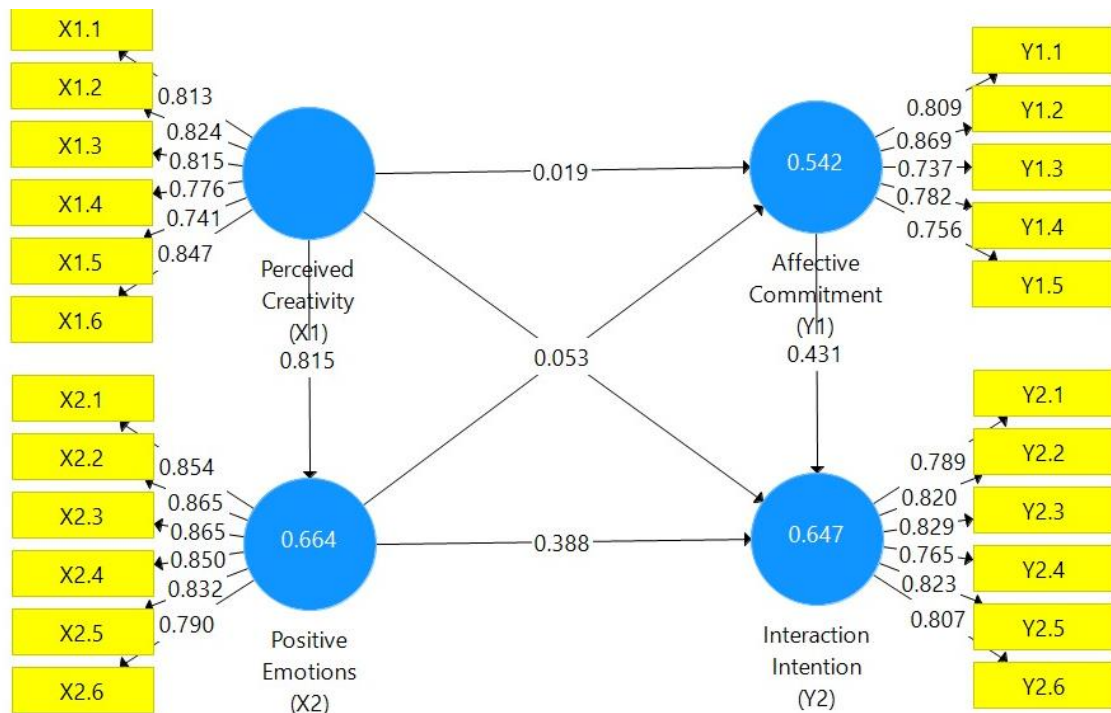 X1.1
X1.2
X1.3
X1.4
X1.5
X1.6
0.813
0.824
0.815
0.776
0.741
0.847
Perceived
Creativity
(X1)
0.019
0.542
Affective
Commitment
(Y1)
0.809
0.869
0.737
0.782
0.756
Y1.1
Y1.2
Y1.3
Y1.4
Y1.5
0.815
0.053
0.431
X2.1
X2.2
X2.3
X2.4
X2.5
X2.6
0.854
0.865
0.865
0.850
0.832
0.790
0.664
Positive
Emotions
(X2)
0.388
0.647
Interaction
Intention
(Y2)
0.789
0.820
0.829
0.765
0.823
0.807
Y2.1
Y2.2
Y2.3
Y2.4
Y2.5
Y2.6